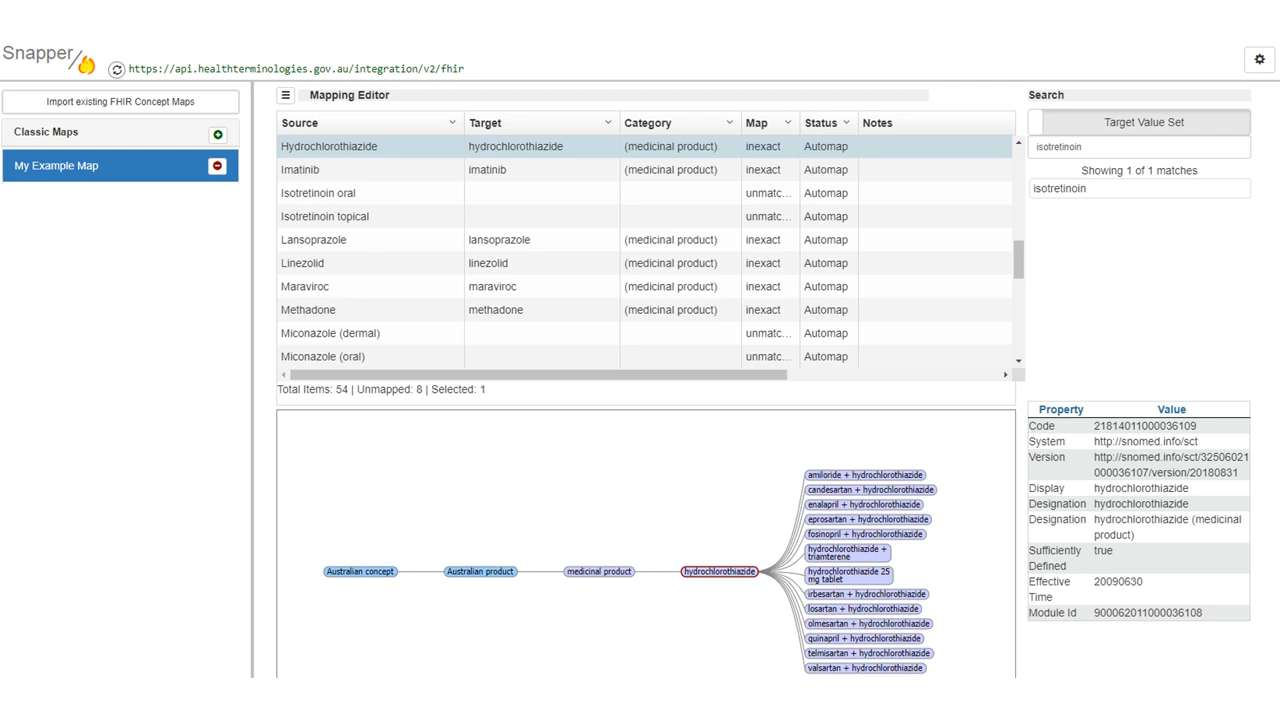 Snapper
https://api.healthterminologies.gov.au/integration/v2/fhir
Import existing FHIR Concept Maps
Classic Maps
My Example Map
Mapping Editor
Source Target Category Map Status Notes
Hydrochlorothiazide hydrochlorothiazide (medicinal product) inexact Automap
Imatinib imatinib (medicinal product) inexact Automap
Isotretinoin oral unmatc... Automap
Isotretinoin topical unmatc... Automap
Lansoprazole lansoprazole (medicinal product) inexact Automap
Linezolid linezolid (medicinal product) inexact Automap
Maraviroc maraviroc (medicinal product) inexact Automap
Methadone methadone (medicinal product) inexact Automap
Miconazole (dermal) unmatc... Automap
Miconazole (oral) unmatc... Automap
Total Items: 54 | Unmapped: 8 | Selected: 1
Australian concept
Australian product
medicinal product
hydrochlorothiazide
amiloride + hydrochlorothiazide
candesartan + hydrochlorothiazide
enalapril + hydrochlorothiazide
eprosartan + hydrochlorothiazide
fosinopril + hydrochlorothiazide
hydrochlorothiazide +
triamterene
hydrochlorothiazide 25
mg tablet
irbesartan + hydrochlorothiazide
losartan + hydrochlorothiazide
olmesartan + hydrochlorothiazide
quinapril + hydrochlorothiazide
telmisartan + hydrochlorothiazide
valsartan + hydrochlorothiazide
Search
Target Value Set
isotretinoin
Showing 1 of 1 matches
isotretinoin
Property Value
Code 21814011000036109
System http://snomed.info/sct
Version http://snomed.info/sct/32506021
000036107/version/20180831
Display hydrochlorothiazide
Designation hydrochlorothiazide
Designation hydrochlorothiazide (medicinal
product)
Sufficiently true
Defined
Effective 20090630
Time
Module Id 900062011000036108